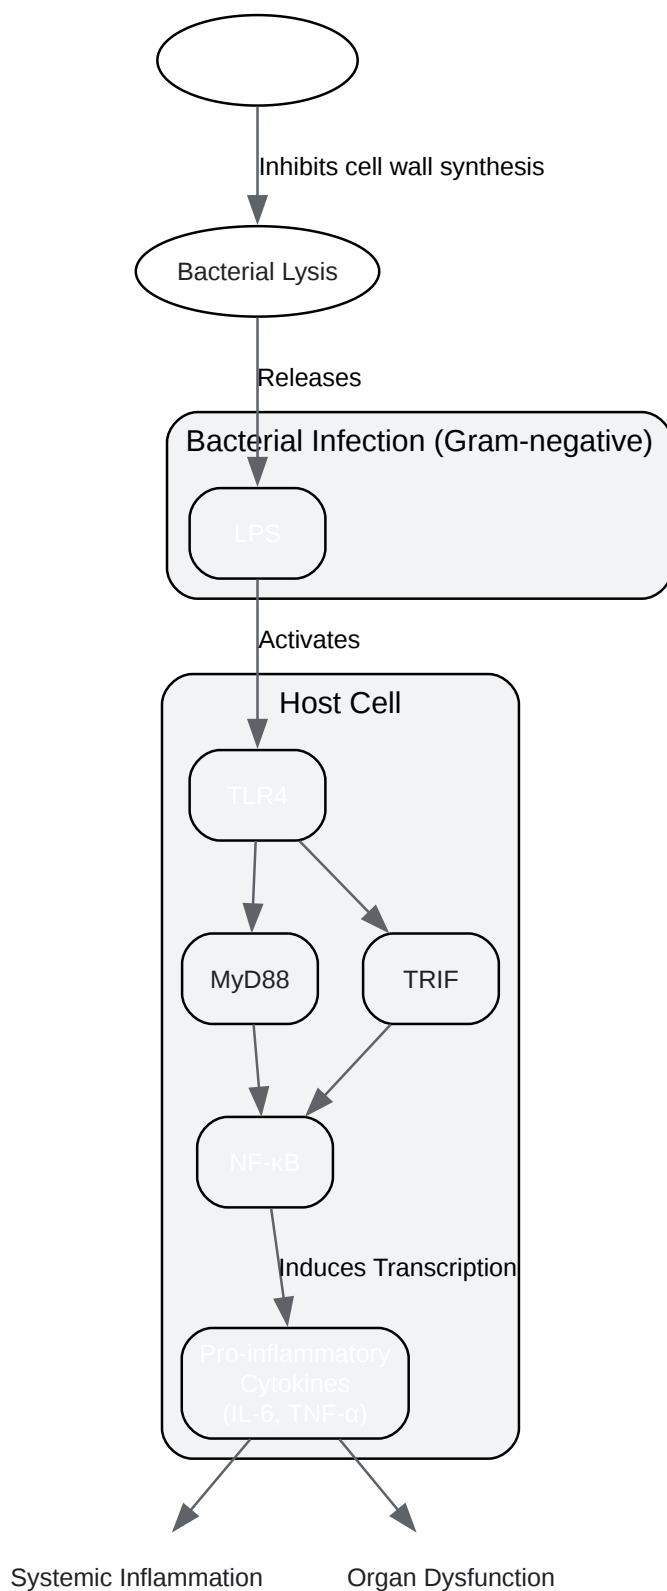 Inhibits cell wall synthesis
Bacterial Lysis
Releases
Bacterial Infection (Gram-negative)
LPS
Activates
Host Cell
TLR4
MyD88
TRIF
NF-κB
Induces Transcription
Pro-inflammatory
Cytokines
(IL-6, TNF-α)
Systemic Inflammation
Organ Dysfunction